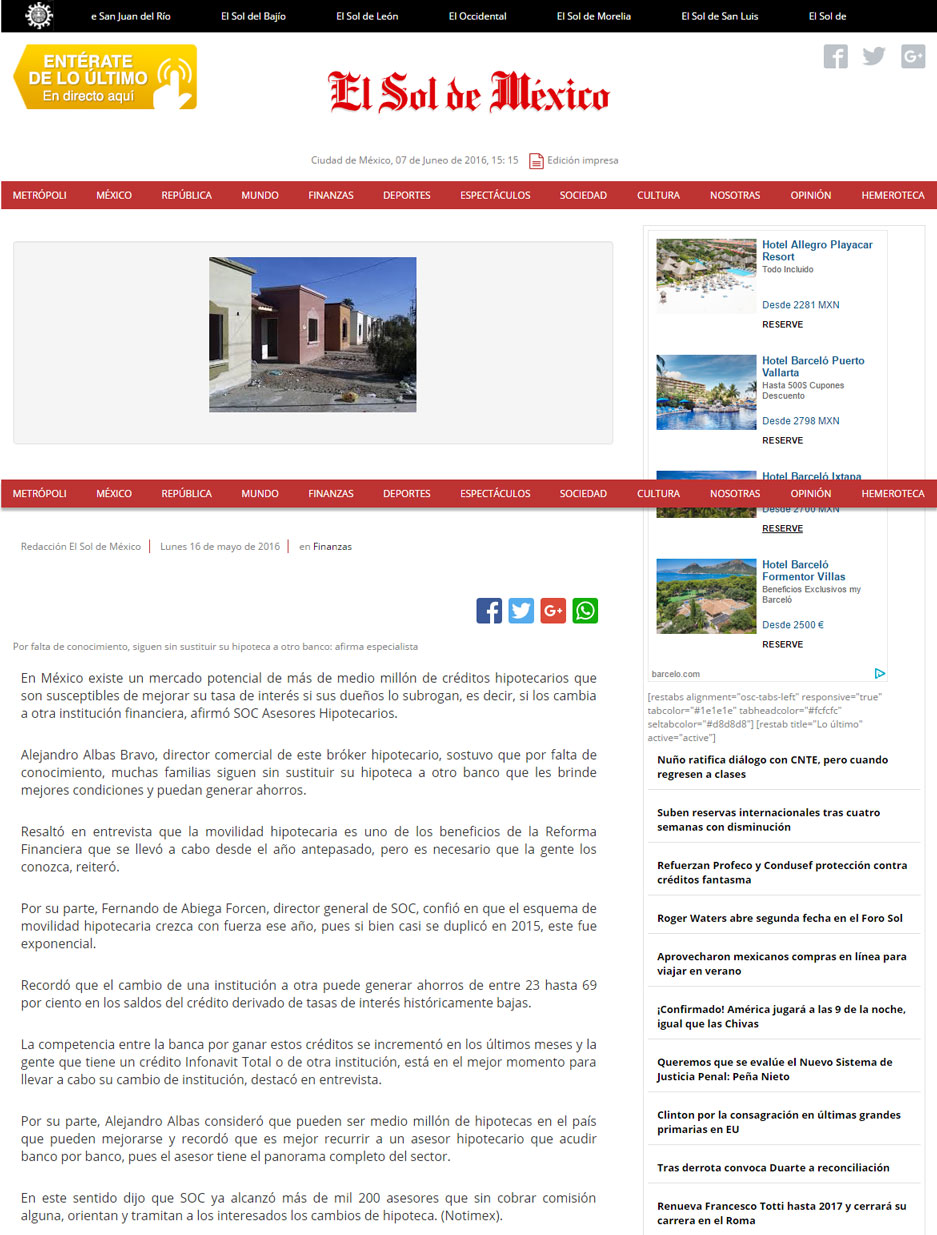 e San Juan del Río
El Sol del Bajío
El Sol de León
El Occidental
El Sol de Morelia
El Sol de San Luis
El Sol de
ENTÉRATE
DE LO ÚLTIMO
En directo aquí
El Sol de México
Ciudad de México, 07 de Juneo de 2016, 15: 15 Edición impresa
METRÓPOLI MÉXICO REPÚBLICA MUNDO FINANZAS DEPORTES ESPECTÁCULOS SOCIEDAD CULTURA NOSOTRAS OPINIÓN HEMEROTECA
Hotel Allegro Playacar
Resort
Todo Incluido
Desde 2281 MXN
RESERVE
Hotel Barceló Puerto
Vallarta
Hasta 500$ Cupones
Descuento
Desde 2798 MXN
RESERVE
Hotel Barceló Ixtapa
METRÓPOLI MÉXICO REPÚBLICA MUNDO FINANZAS DEPORTES ESPECTÁCULOS SOCIEDAD CULTURA NOSOTRAS OPINIÓN HEMEROTECA
Desde 2700 MXN
RESERVE
Hotel Barceló
Formentor Villas
Beneficios Exclusivos my
Barceló
Desde 2500 €
RESERVE
barcelo.com
Redacción El Sol de México | Lunes 16 de mayo de 2016 | en Finanzas
Por falta de conocimiento, siguen sin sustituir su hipoteca a otro banco: afirma especialista
En México existe un mercado potencial de más de medio millón de créditos hipotecarios que
son susceptibles de mejorar su tasa de interés si sus dueños lo subrogan, es decir, si los cambia
a otra institución financiera, afirmó SOC Asesores Hipotecarios.
Alejandro Albas Bravo, director comercial de este bróker hipotecario, sostuvo que por falta de
conocimiento, muchas familias siguen sin sustituir su hipoteca a otro banco que les brinde
mejores condiciones y puedan generar ahorros.
Resaltó en entrevista que la movilidad hipotecaria es uno de los beneficios de la Reforma
Financiera que se llevó a cabo desde el año antepasado, pero es necesario que la gente los
conozca, reiteró.
Por su parte, Fernando de Abiega Forcen, director general de SOC, confió en que el esquema de
movilidad hipotecaria crezca con fuerza ese año, pues si bien casi se duplicó en 2015, este fue
exponencial.
Recordó que el cambio de una institución a otra puede generar ahorros de entre 23 hasta 69
por ciento en los saldos del crédito derivado de tasas de interés históricamente bajas.
La competencia entre la banca por ganar estos créditos se incrementó en los últimos meses y la
gente que tiene un crédito Infonavit Total o de otra institución, está en el mejor momento para
llevar a cabo su cambio de institución, destacó en entrevista.
Por su parte, Alejandro Albas consideró que pueden ser medio millón de hipotecas en el país
que pueden mejorarse y recordó que es mejor recurrir a un asesor hipotecario que acudir
banco por banco, pues el asesor tiene el panorama completo del sector.
En este sentido dijo que SOC ya alcanzó más de mil 200 asesores que sin cobrar comisión
alguna, orientan y tramitan a los interesados los cambios de hipoteca. (Notimex).
[restabs alignment="osc-tabs-left" responsive="true"
tabcolor="#1e1e1e" tabheadcolor="#fcfcfc"
seltabcolor="#d8d8d8"] [restab title="Lo último"
active="active"]
Nuño ratifica diálogo con CNTE, pero cuando
regresen a clases
Suben reservas internacionales tras cuatro
semanas con disminución
Refuerzan Profeco y Condusef protección contra
créditos fantasma
Roger Waters abre segunda fecha en el Foro Sol
Aprovecharon mexicanos compras en línea para
viajar en verano
¡Confirmado! América jugará a las 9 de la noche,
igual que las Chivas
Queremos que se evalúe el Nuevo Sistema de
Justicia Penal: Peña Nieto
Clinton por la consagración en últimas grandes
primarias en EU
Tras derrota convoca Duarte a reconciliación
Renueva Francesco Totti hasta 2017 y cerrará su
carrera en el Roma